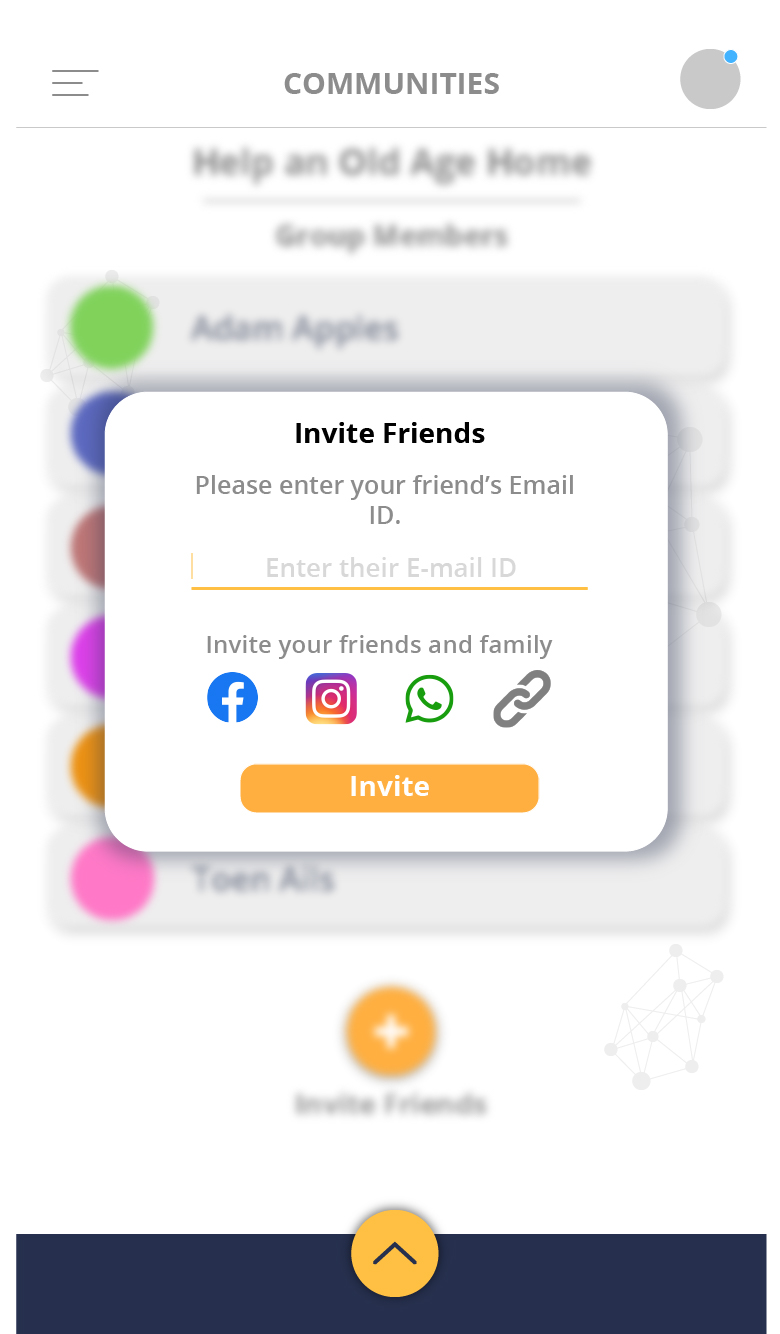 COMMUNITIES
Help an Old Age Home
Group Members
Adam Apples
Invite Friends
Please enter your friend’s Email
ID.
Enter their E-mail ID
Invite your friends and family
Invite
Toen Ails
Invite Friends